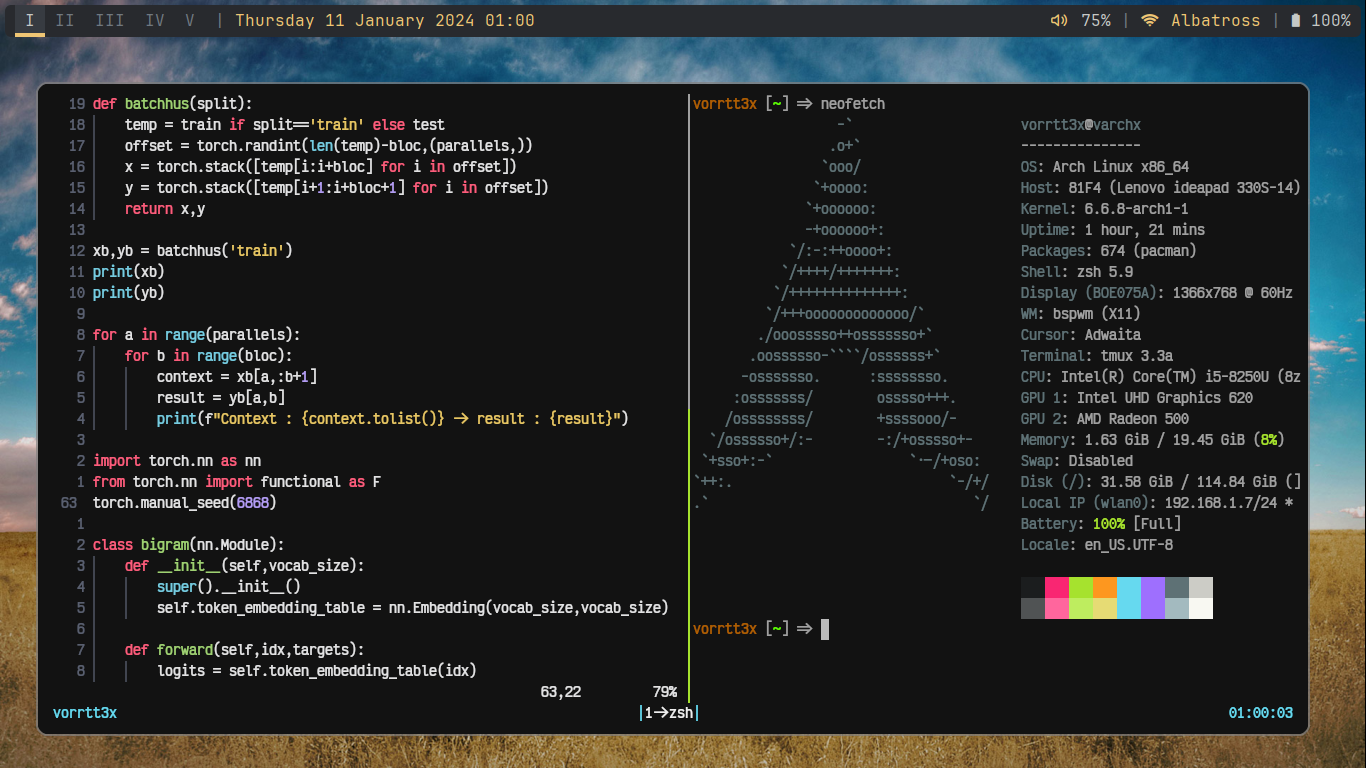 I II III IV V | Thursday 11 January 2024 01:00 75% | Albatross | 100%
19 def batchhus(split):
18 temp = train if split=='train' else test
17 offset = torch.randint(len(temp)-bloc,(parallels,))
16 x = torch.stack([temp[i:i+bloc] for i in offset])
15 y = torch.stack([temp[i+1:i+bloc+1] for i in offset])
14 return x,y
13
12 xb,yb = batchhus('train')
11 print(xb)
10 print(yb)
9
8 for a in range(parallels):
7 for b in range(bloc):
6 context = xb[a,:b+1]
5 result = yb[a,b]
4 print(f"Context : {context.tolist()} -> result : {result}")
3
2 import torch.nn as nn
1 from torch.nn import functional as F
63 torch.manual_seed(6868)
1
2 class bigram(nn.Module):
3 def __init__(self,vocab_size):
4 super().__init__()
5 self.token_embedding_table = nn.Embedding(vocab_size,vocab_size)
6
7 def forward(self,idx,targets):
8 logits = self.token_embedding_table(idx)
63,22 79%
vorrtt3x [~] => neofetch
-`
.o+`
`ooo/
`+oooo:
`+oooooo:
-+oooooo+:
`/:-:++oooo+:
`/++++/+++++++:
`/++++++++++++++:
`/+++ooooooooooooo/`
./ooosssso++osssssso+`
.oossssso-````/ossssss+`
-osssssso. :ssssssso.
:osssssss/ osssso+++.
/ossssssss/ +ssssooo/-
`/ossssso+/:- -:/+osssso+-
`+sso+:-` `.-/+oso:
`++:. `-/+/
.` `/
vorrtt3x@varchx
---------------
OS: Arch Linux x86_64
Host: 81F4 (Lenovo ideapad 330S-14)
Kernel: 6.6.8-arch1-1
Uptime: 1 hour, 21 mins
Packages: 674 (pacman)
Shell: zsh 5.9
Display (BOE075A): 1366x768 @ 60Hz
WM: bspwm (X11)
Cursor: Adwaita
Terminal: tmux 3.3a
CPU: Intel(R) Core(TM) i5-8250U (8z
GPU 1: Intel UHD Graphics 620
GPU 2: AMD Radeon 500
Memory: 1.63 GiB / 19.45 GiB (8%)
Swap: Disabled
Disk (/): 31.58 GiB / 114.84 GiB (]
Local IP (wlan0): 192.168.1.7/24 *
Battery: 100% [Full]
Locale: en_US.UTF-8
vorrtt3x [~] =>
vorrtt3x |1->zsh| 01:00:03